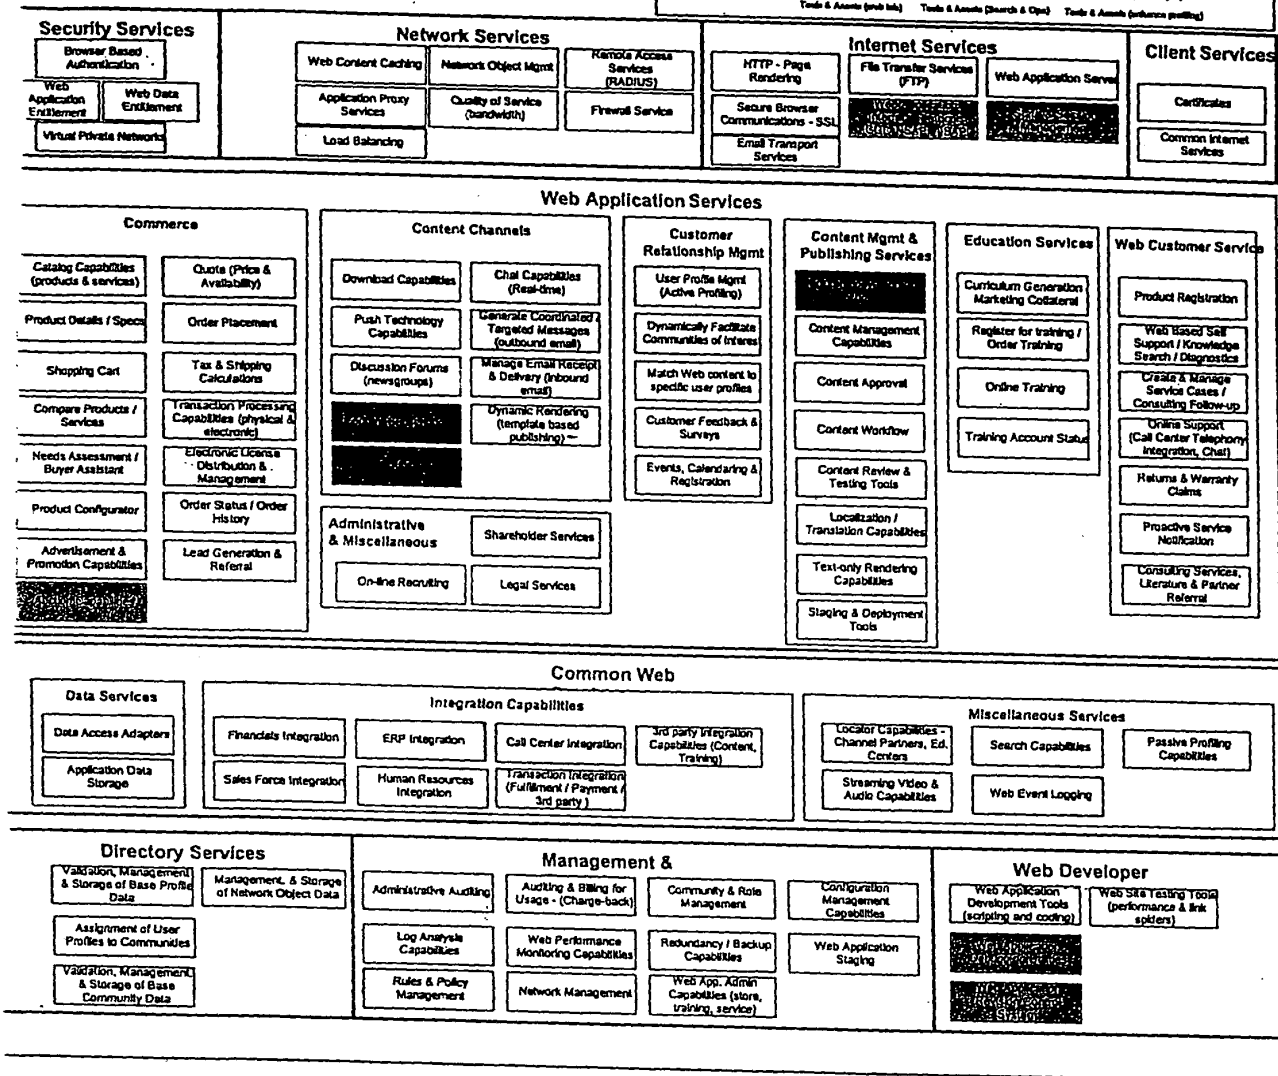 Tools & Assets (web lab) Tools & Assets (Search & Ops) Tools & Assets (enhance profiling)
Security Services
Browser Based
Authentication
Web
Application
Entitlement
Web Data
Entitlement
Virtual Private Networks
Network Services
Web Content Caching
Network Object Mgmt
Remote Access
Services
(RADIUS)
Application Proxy
Services
Quality of Service
(bandwidth)
Firewall Service
Load Balancing
Internet Services
HTTP - Page
Rendering
File Transfer Services
(FTP)
Web Application Server
Secure Browser
Communications - SSL
Email Transport
Services
Client Services
Certificates
Common Internet
Services
Web Application Services
Commerce
Catalog Capabilities
(products & services)
Quote (Price &
Availability)
Product Details / Specs
Order Placement
Shopping Cart
Tax & Shipping
Calculations
Compare Products /
Services
Transaction Processing
Capabilities (physical &
electronic)
Needs Assessment /
Buyer Assistant
Electronic License
Distribution &
Management
Product Configurator
Order Status / Order
History
Advertisement &
Promotion Capabilities
Lead Generation &
Referral
Content Channels
Download Capabilities
Chat Capabilities
(Real-time)
Push Technology
Capabilities
Generate Coordinated /
Targeted Messages
(outbound email)
Discussion Forums
(newsgroups)
Manage Email Receipt
& Delivery (inbound
email)
Dynamic Rendering
(template based
publishing)
Administrative
& Miscellaneous
Shareholder Services
On-line Recruiting
Legal Services
Customer
Relationship Mgmt
User Profile Mgmt
(Active Profiling)
Dynamically Facilitate
Communities of Interes
Match Web content to
specific user profiles
Customer Feedback &
Surveys
Events, Calendaring &
Registration
Content Mgmt &
Publishing Services
Content Management
Capabilities
Content Approval
Content Workflow
Content Review &
Testing Tools
Localization /
Translation Capabilities
Text-only Rendering
Capabilities
Staging & Deployment
Tools
Education Services
Curriculum Generation
Marketing Collateral
Register for training /
Order Training
Online Training
Training Account Status
Web Customer Service
Product Registration
Web Based Self
Support / Knowledge
Search / Diagnostics
Create & Manage
Service Cases /
Consulting Follow-up
Online Support
(Call Center Telephony
Integration, Chat)
Returns & Warranty
Claims
Proactive Service
Notification
Consulting Services,
Literature & Partner
Referral
Common Web
Data Services
Data Access Adapters
Application Data
Storage
Integration Capabilities
Financials Integration
ERP Integration
Call Center Integration
3rd party Integration
Capabilities (Content,
Training)
Sales Force Integration
Human Resources
Integration
Transaction Integration
(Fulfillment / Payment /
3rd party )
Miscellaneous Services
Locator Capabilities -
Channel Partners, Ed.
Centers
Search Capabilities
Passive Profiling
Capabilities
Streaming Video &
Audio Capabilities
Web Event Logging
Directory Services
Validation, Management
& Storage of Base Profile
Data
Management, & Storage
of Network Object Data
Assignment of User
Profiles to Communities
Validation, Management
& Storage of Base
Community Data
Management &
Administrative Auditing
Auditing & Billing for
Usage - (Charge-back)
Community & Role
Management
Configuration
Management
Capabilities
Log Analysis
Capabilities
Web Performance
Monitoring Capabilities
Redundancy / Backup
Capabilities
Web Application
Staging
Rules & Policy
Management
Network Management
Web App. Admin
Capabilities (store,
training, service)
Web Developer
Web Application
Development Tools
(scripting and coding)
Web Site Testing Tools
(performance & link
spiders)